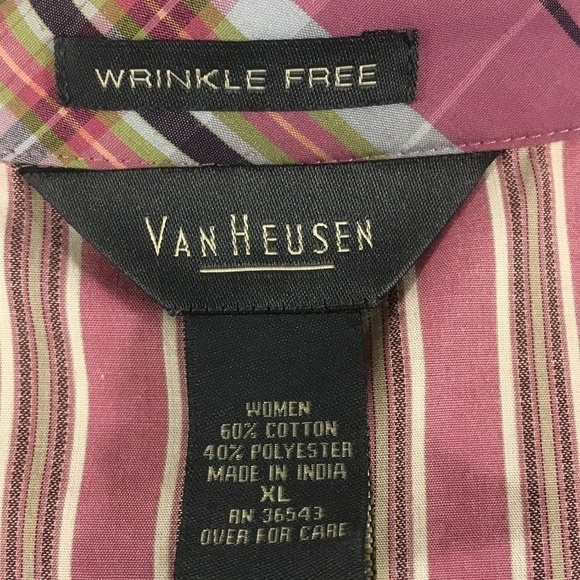 WRINKLE FREE
VAN HEUSEN
WOMEN
60% COTTON
40% POLYESTER
MADE IN INDIA
XL
RN 36543
OVER FOR CARE